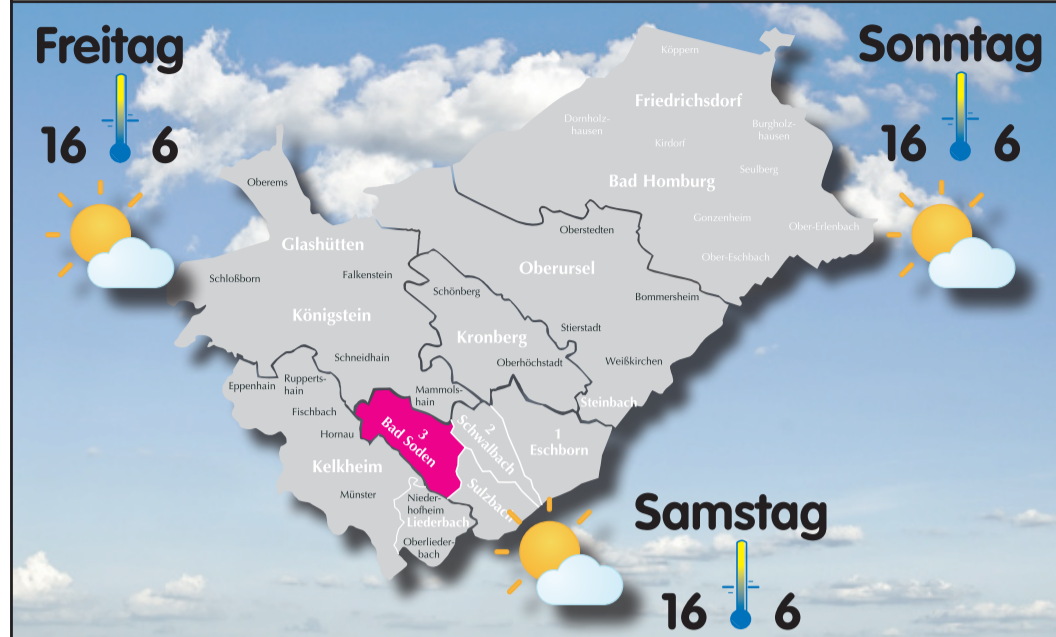 Freitag
16 6
Sonntag
16 6
Köppern
Friedrichsdorf
Dornholz-
hausen
Burgholz-
hausen
Kirdorf
Seulberg
Bad Homburg
Oberems
Gonzenheim
Ober-Erlenbach
Oberstedten
Glashütten
Ober-Eschbach
Oberursel
Schloßborn
Falkenstein
Schönberg
Bommersheim
Königstein
Stierstadt
Kronberg
Schneidhain
Oberhöchstadt
Weißkirchen
Eppenhain
Rupperts-
hain
Mammols-
hain
Steinbach
Fischbach
3
Bad Soden
2
Schwalbach
1
Eschborn
Hornau
Kelkheim
Sulzbach
Münster
Nieder-
hofheim
Liederbach
Oberlieder-
bach
Samstag
16 6